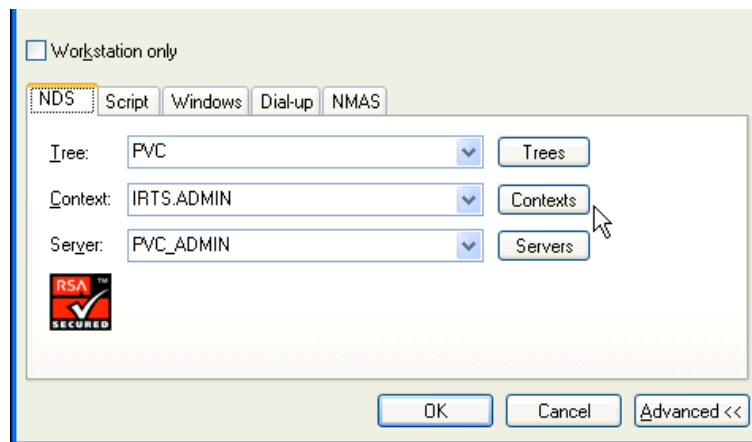 Workstation only
NDS Script Windows Dial-up NMAS
Tree: PVC Trees
Context: IRTS.ADMIN Contexts
Server: PVC_ADMIN Servers
RSA ™
SECURED
OK Cancel Advanced <<